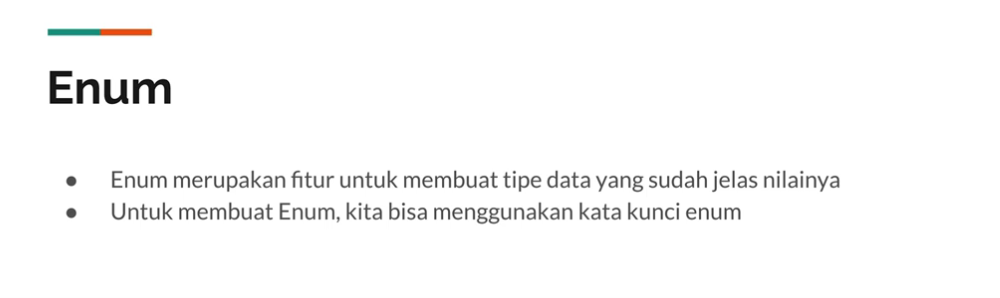 Enum
● Enum merupakan fitur untuk membuat tipe data yang sudah jelas nilainya
● Untuk membuat Enum, kita bisa menggunakan kata kunci enum